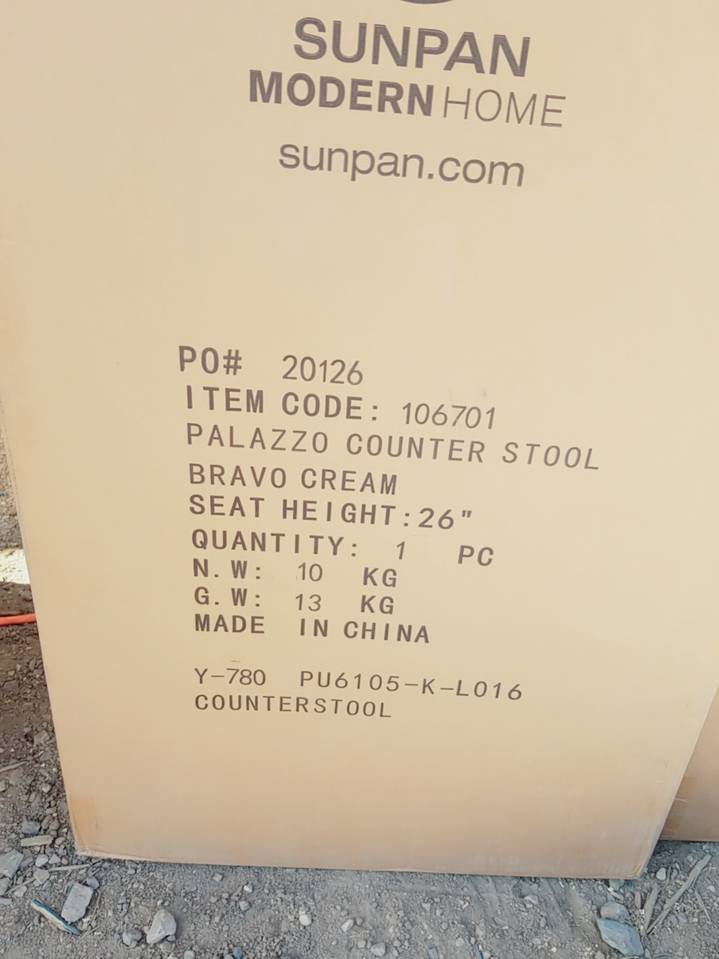 SUNPAN
MODERN HOME
sunpan.com
PO# 20126
ITEM CODE: 106701
PALAZZO COUNTER STOOL
BRAVO CREAM
SEAT HEIGHT:26"
QUANTITY: 1 PC
N.W: 10 KG
G.W: 13 KG
MADE IN CHINA
Y-780 PU6105-K-L016
COUNTERSTOOL